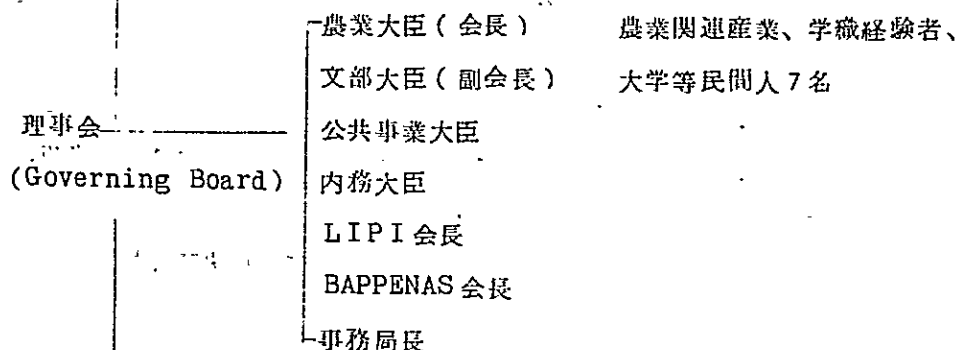 農業大臣(会長) 農業関連産業、学職経験者、
文部大臣(副会長) 大学等民間人7名
理事会 公共事業大臣
(Governing Board) 内務大臣
LIPI会長
BAPPENAS会長
事務局長